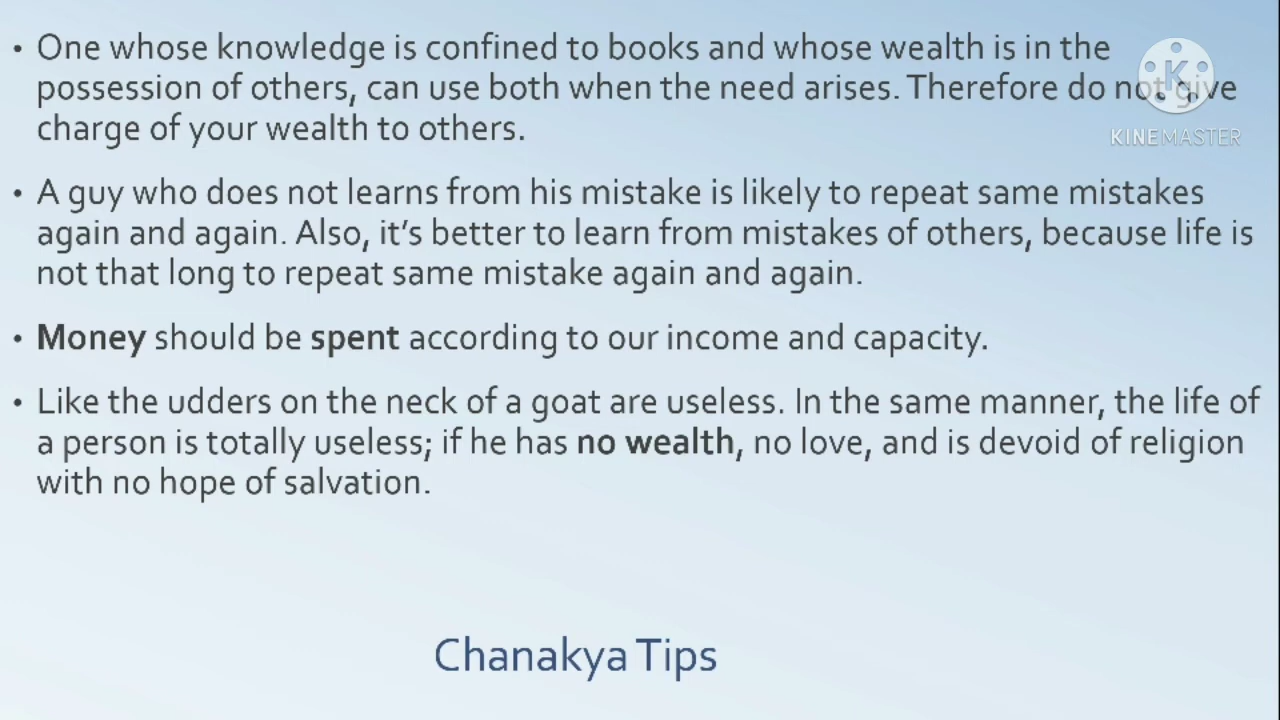 • One whose knowledge is confined to books and whose wealth is in the
possession of others, can use both when the need arises. Therefore do not give
charge of your wealth to others.
• A guy who does not learns from his mistake is likely to repeat same mistakes
again and again. Also, it's better to learn from mistakes of others, because life is
not that long to repeat same mistake again and again.
• Money should be spent according to our income and capacity.
• Like the udders on the neck of a goat are useless. In the same manner, the life of
a person is totally useless; if he has no wealth, no love, and is devoid of religion
with no hope of salvation.
Chanakya Tips
K
KINEMASTER